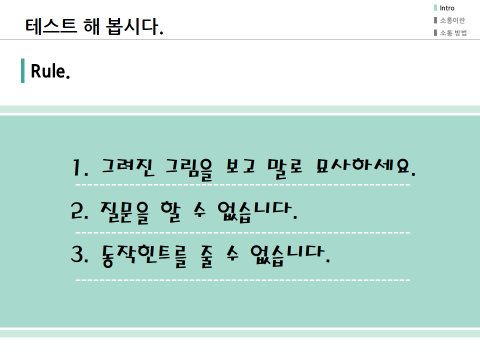 테스트 해 봅시다.
Intro
소통이란
소통 방법
Rule.
1. 그려진 그림을 보고 말로 묘사하세요.
2. 질문을 할 수 없습니다.
3. 동작힌트를 줄 수 없습니다.